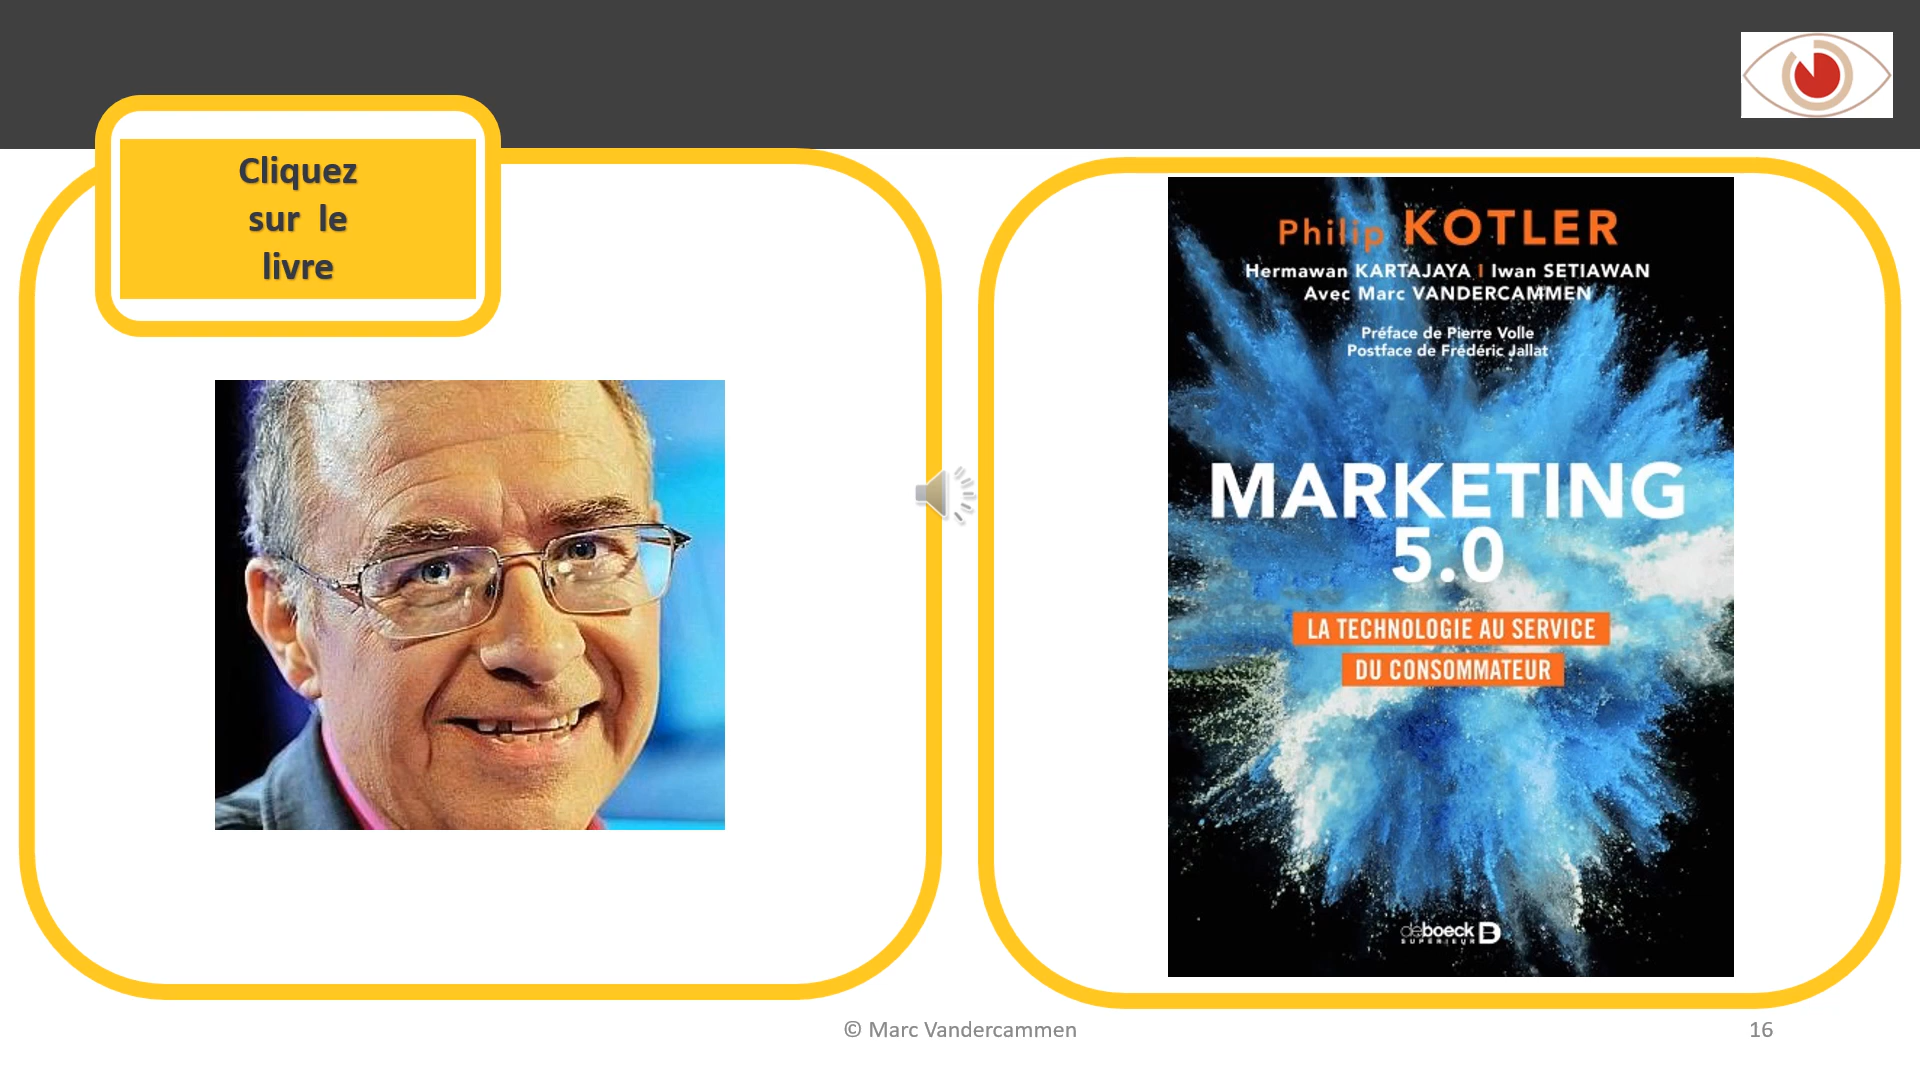 Cliquez
sur le
livre
Philip KOTLER
Hermawan KARTAJAYA I Iwan SETIAWAN
Avec Marc VANDERCAMMEN
Préface de Pierre Volle
Postface de Frédéric Jallat
MARKETING
5.0
LA TECHNOLOGIE AU SERVICE
DU CONSOMMATEUR
deboeck B
SUPÉRIEUR
© Marc Vandercammen
16